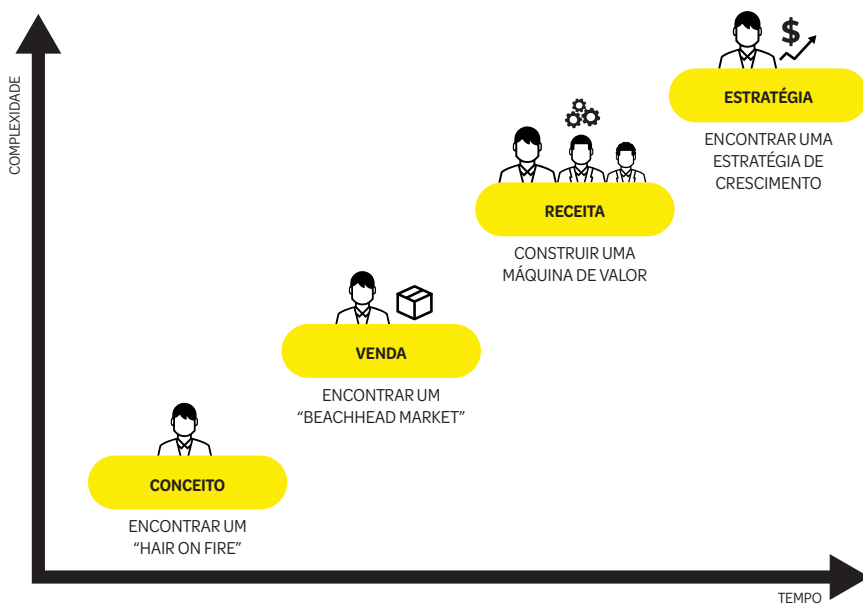 COMPLEXIDADE
$
ESTRATÉGIA
ENCONTRAR UMA
ESTRATÉGIA DE
CRESCIMENTO
RECEITA
CONSTRUIR UMA
MÁQUINA DE VALOR
VENDA
ENCONTRAR UM
“BEACHHEAD MARKET”
CONCEITO
ENCONTRAR UM
“HAIR ON FIRE”
TEMPO